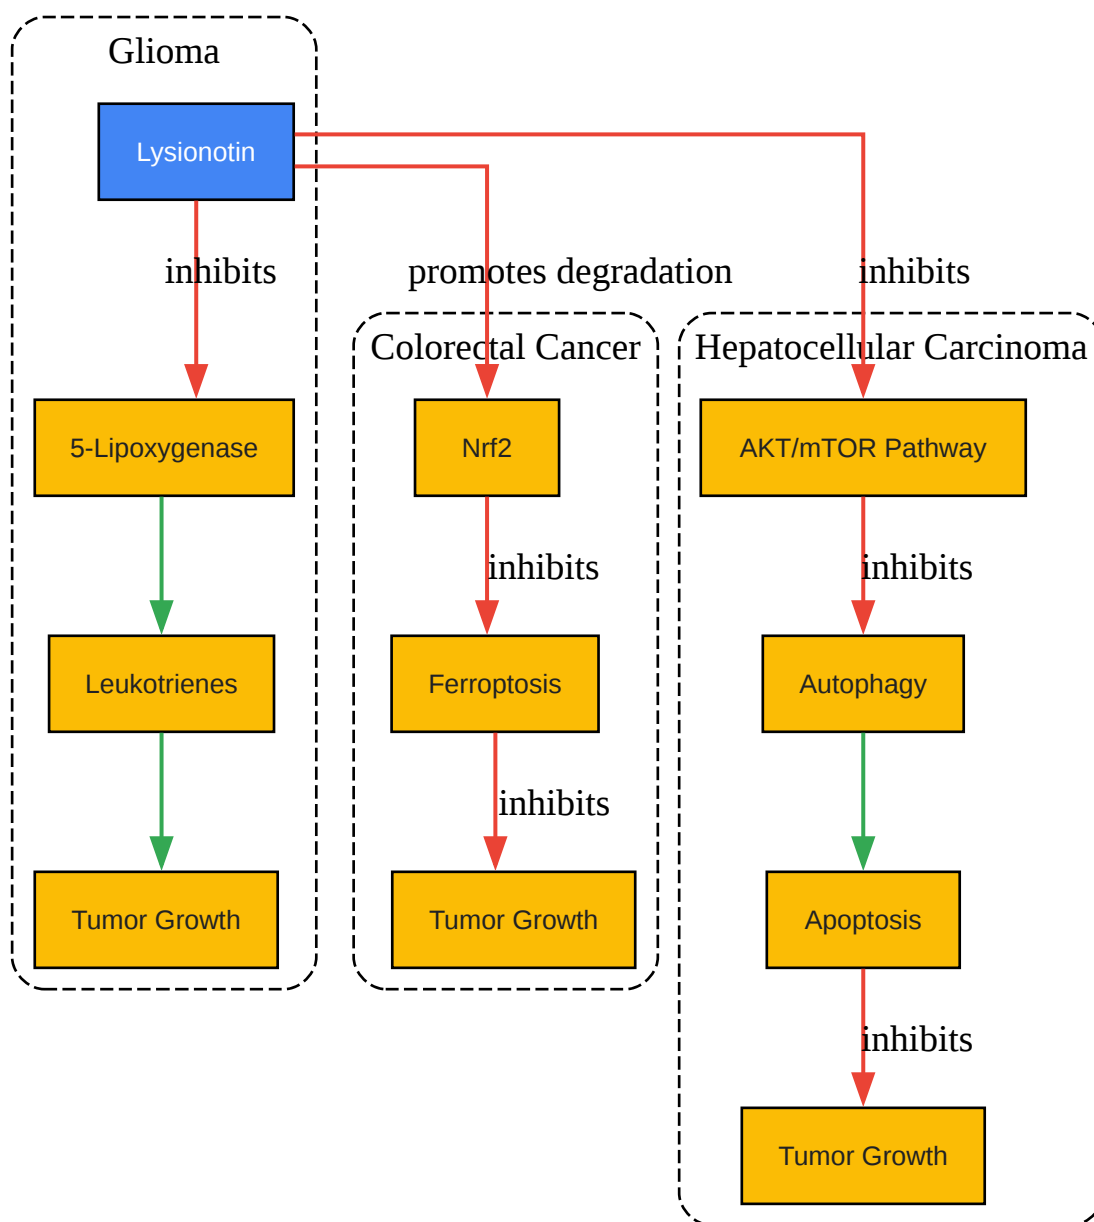 Glioma
Lysionotin
inhibits
promotes degradation
inhibits
Colorectal Cancer
Hepatocellular Carcinoma
5-Lipoxygenase
Nrf2
AKT/mTOR Pathway
inhibits
inhibits
Leukotrienes
Ferroptosis
Autophagy
inhibits
Tumor Growth
Tumor Growth
Apoptosis
inhibits
Tumor Growth